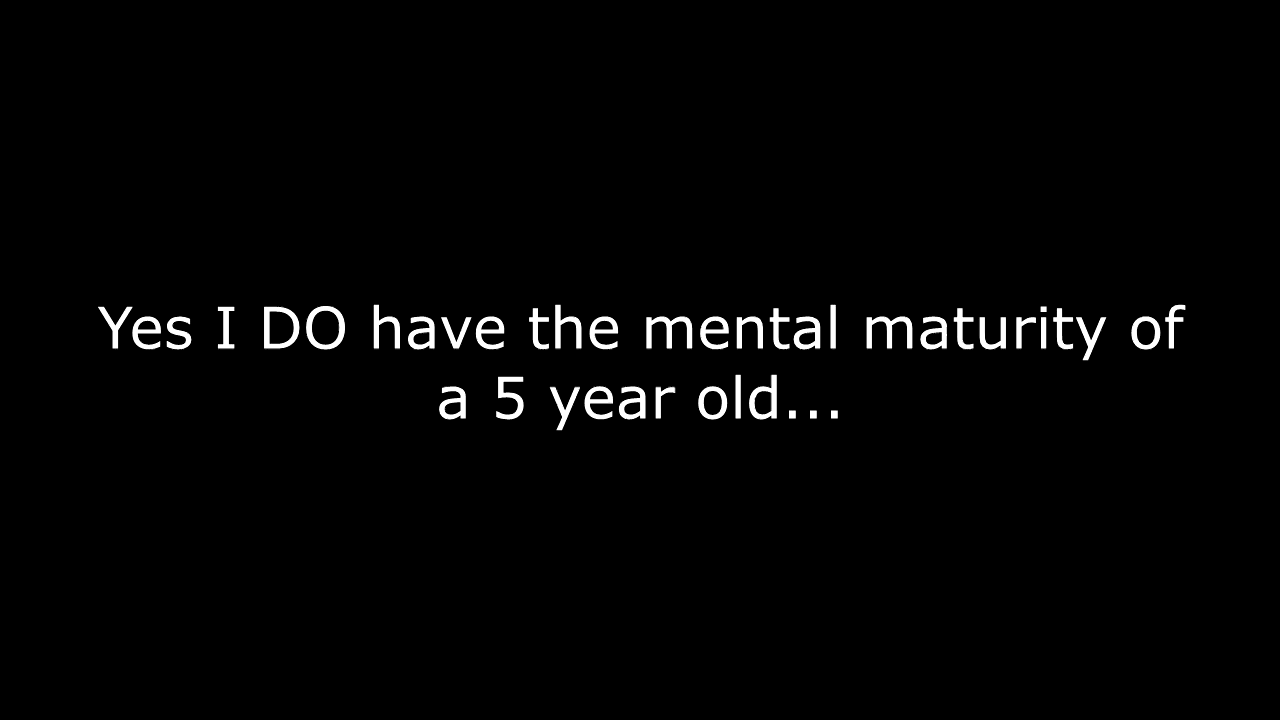 Yes I DO have the mental maturity of
a 5 year old...